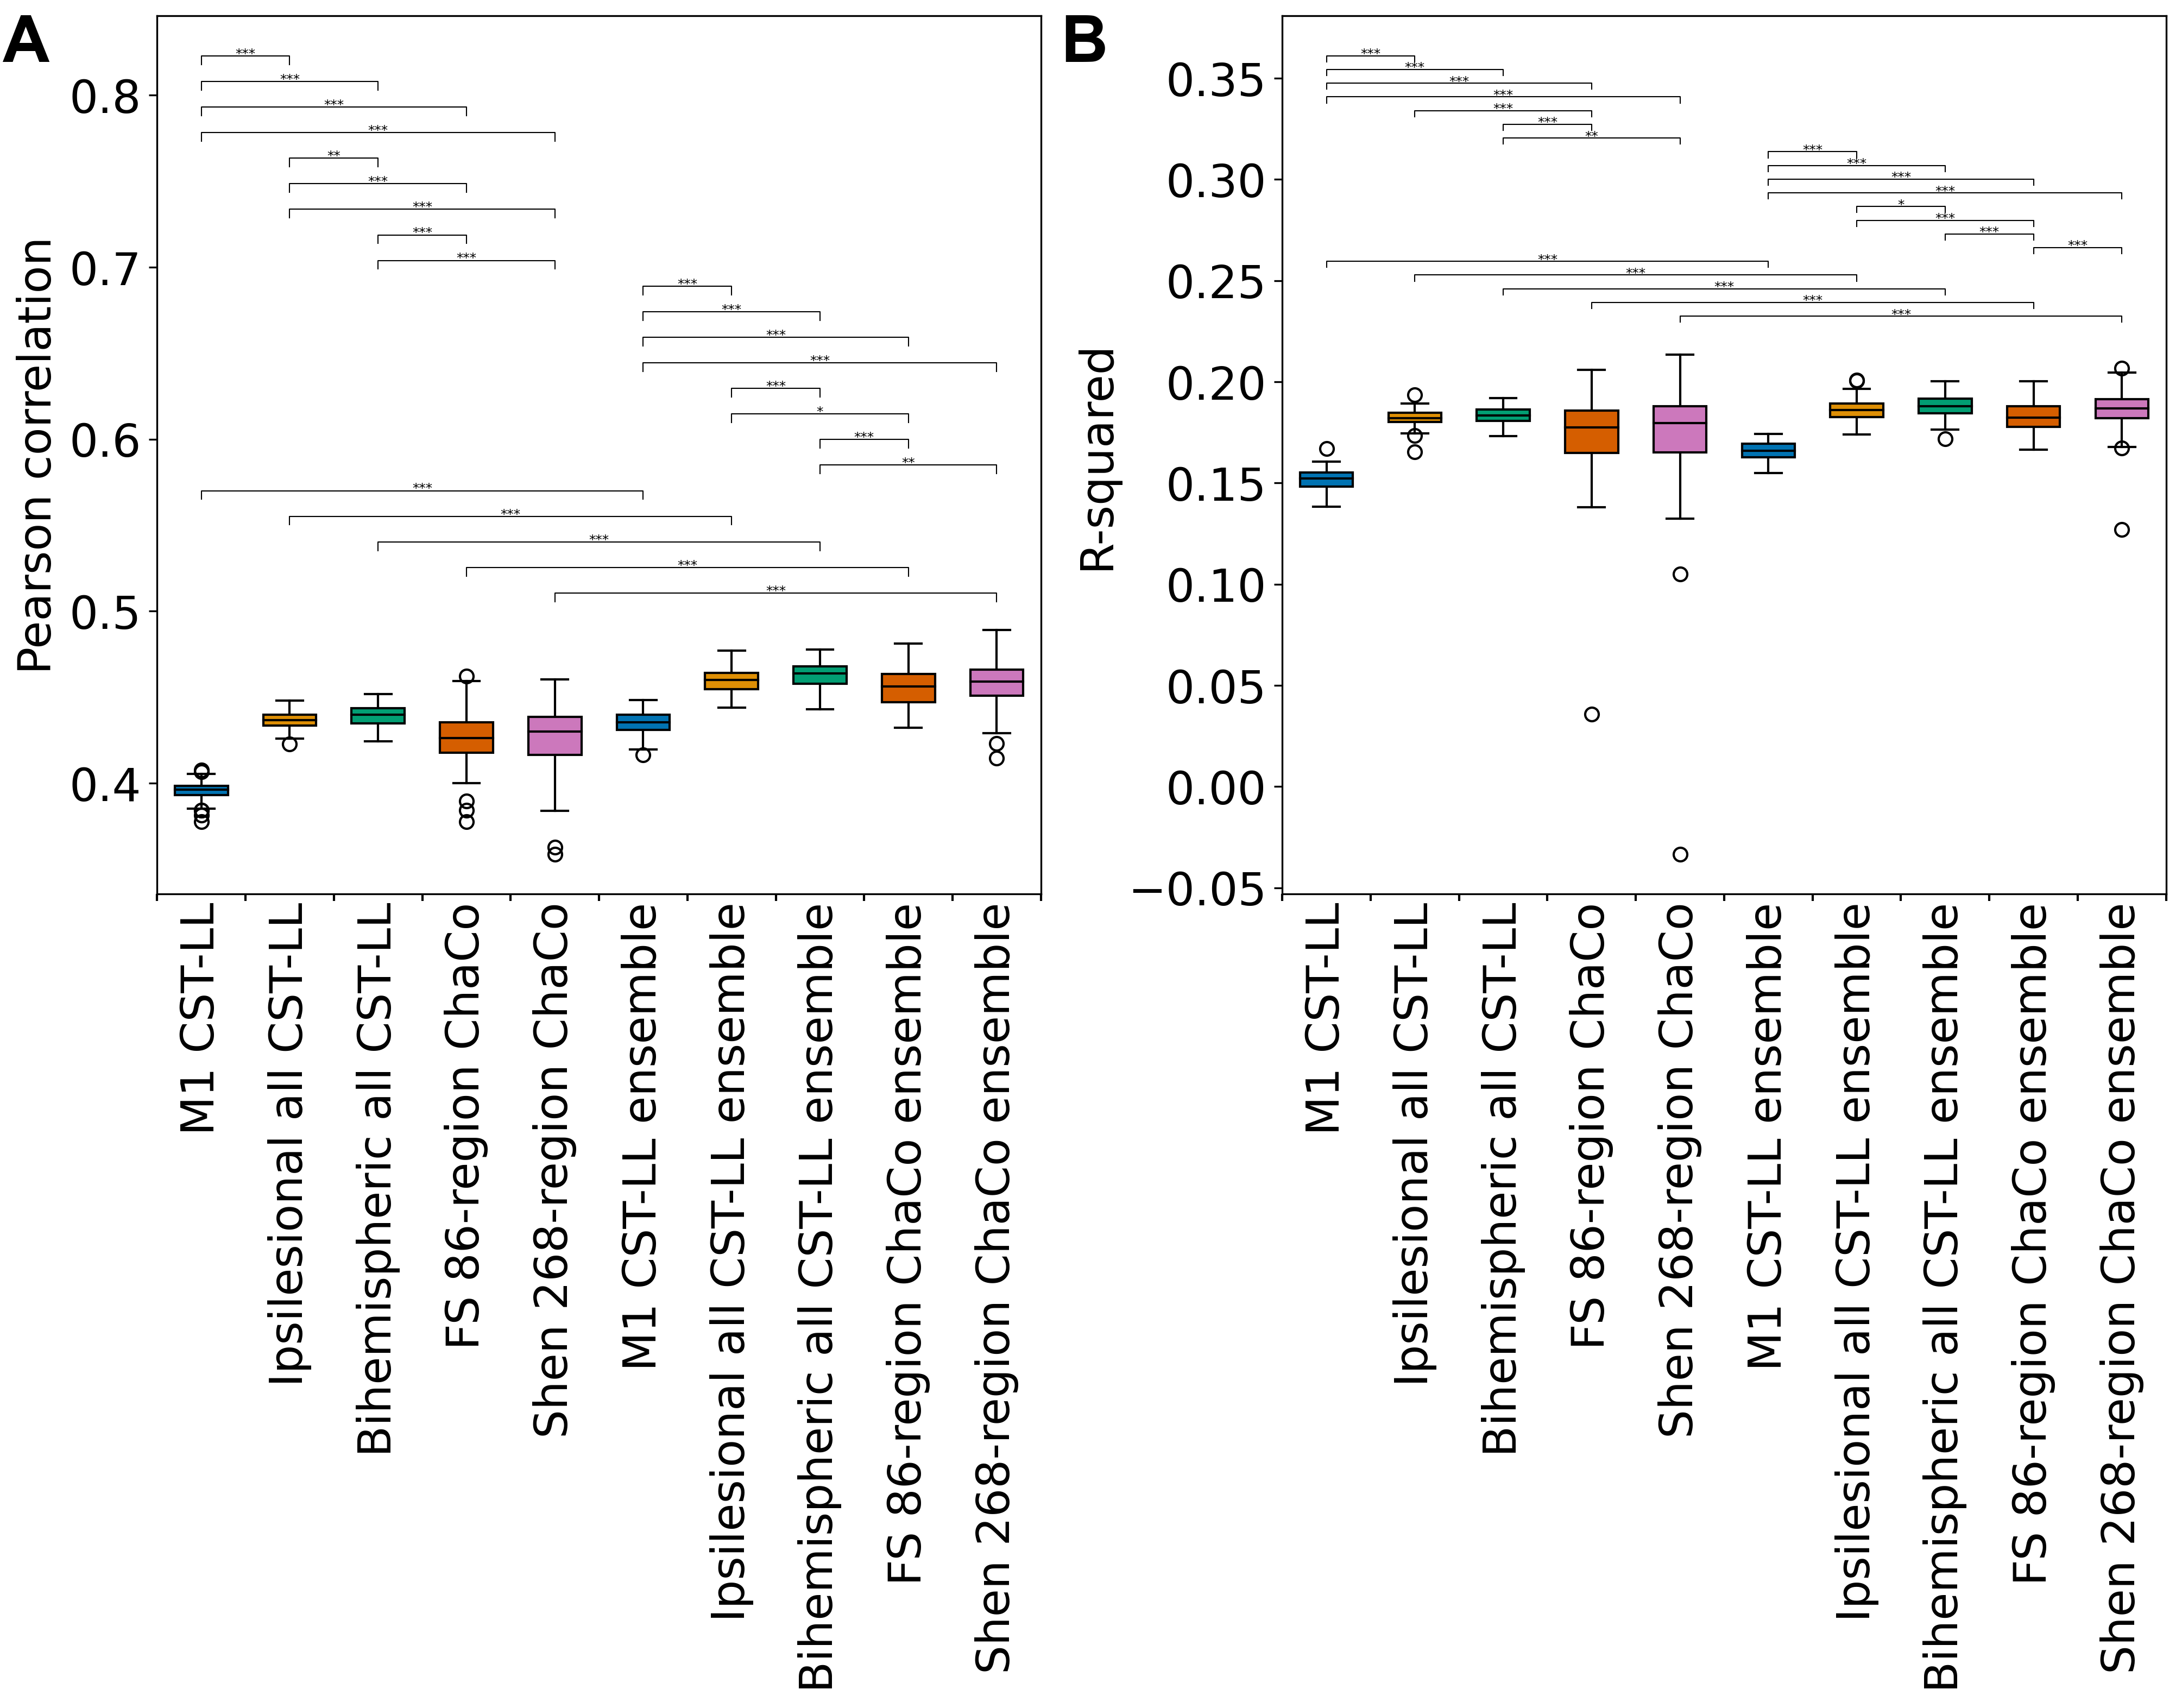 A
Pearson correlation
0.8
0.7
0.6
0.5
0.4
***
***
***
***
**
***
***
***
***
***
***
***
***
***
*
***
**
***
***
***
***
***
M1 CST-LL
Ipsilesional all CST-LL
Bihemispheric all CST-LL
FS 86-region ChaCo
Shen 268-region ChaCo
M1 CST-LL ensemble
Ipsilesional all CST-LL ensemble
Bihemispheric all CST-LL ensemble
FS 86-region ChaCo ensemble
Shen 268-region ChaCo ensemble
B
R-squared
0.35
0.30
0.25
0.20
0.15
0.10
0.05
0.00
−0.05
***
***
***
***
***
***
**
***
***
***
***
*
***
***
***
***
***
***
***
***
M1 CST-LL
Ipsilesional all CST-LL
Bihemispheric all CST-LL
FS 86-region ChaCo
Shen 268-region ChaCo
M1 CST-LL ensemble
Ipsilesional all CST-LL ensemble
Bihemispheric all CST-LL ensemble
FS 86-region ChaCo ensemble
Shen 268-region ChaCo ensemble